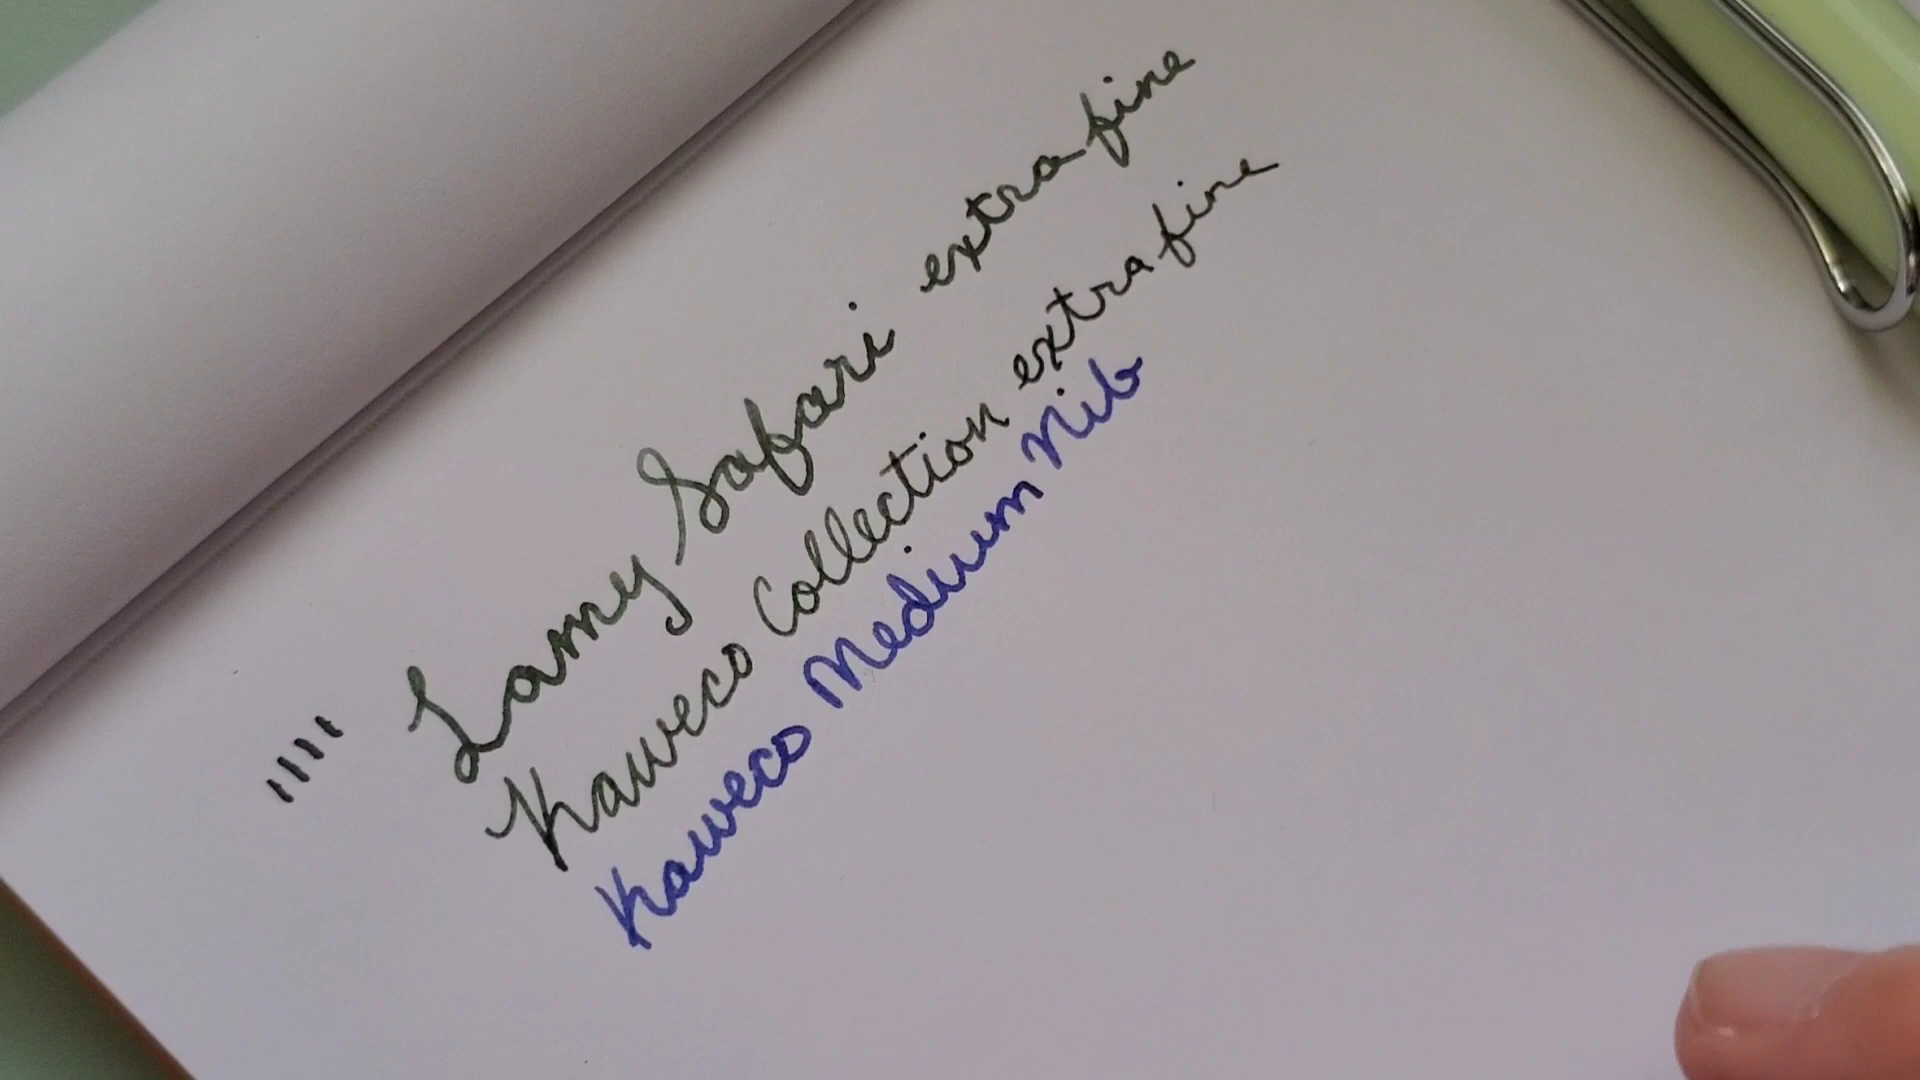 Lamy Safari extra fine
Kaweco Collection extra fine
Kaweco Medium Nib